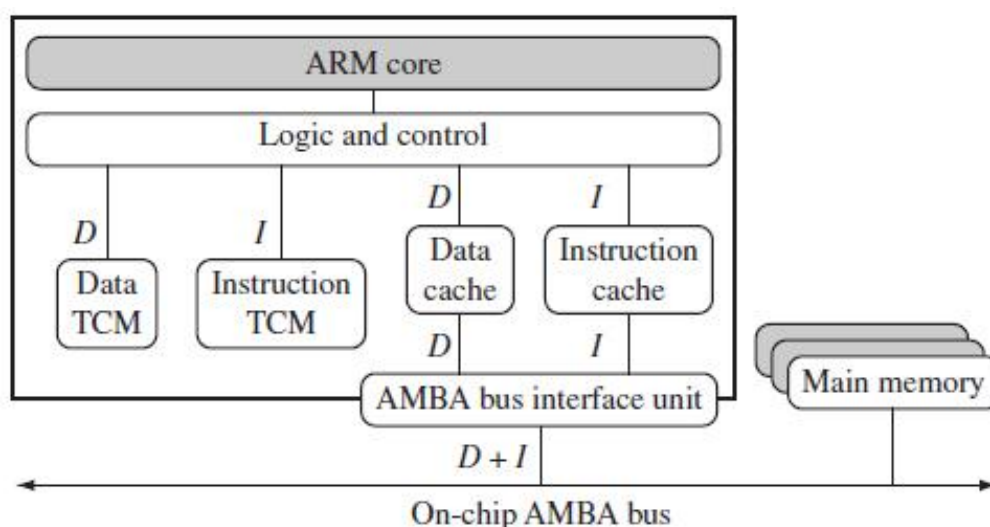 ARM core
Logic and control
D
I
D
I
Data
TCM
Instruction
TCM
Data
cache
Instruction
cache
D
I
AMBA bus interface unit
Main memory
D + I
On-chip AMBA bus